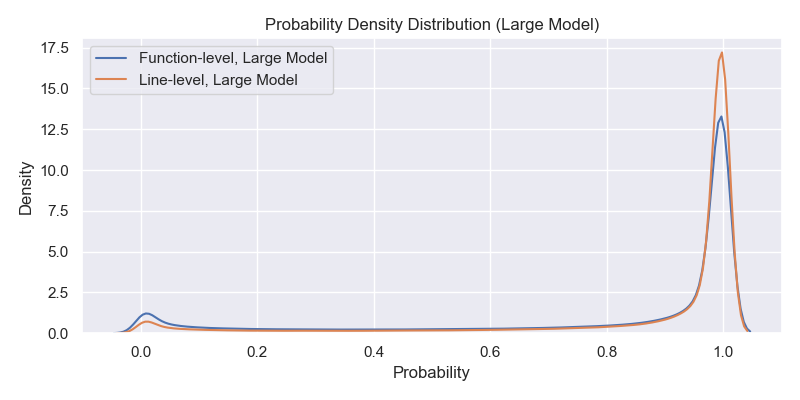 Probability Density Distribution (Large Model)
Function-level, Large Model
Line-level, Large Model
17.5
15.0
12.5
10.0
7.5
5.0
2.5
0.0
Density
0.0 0.2 0.4 0.6 0.8 1.0
Probability